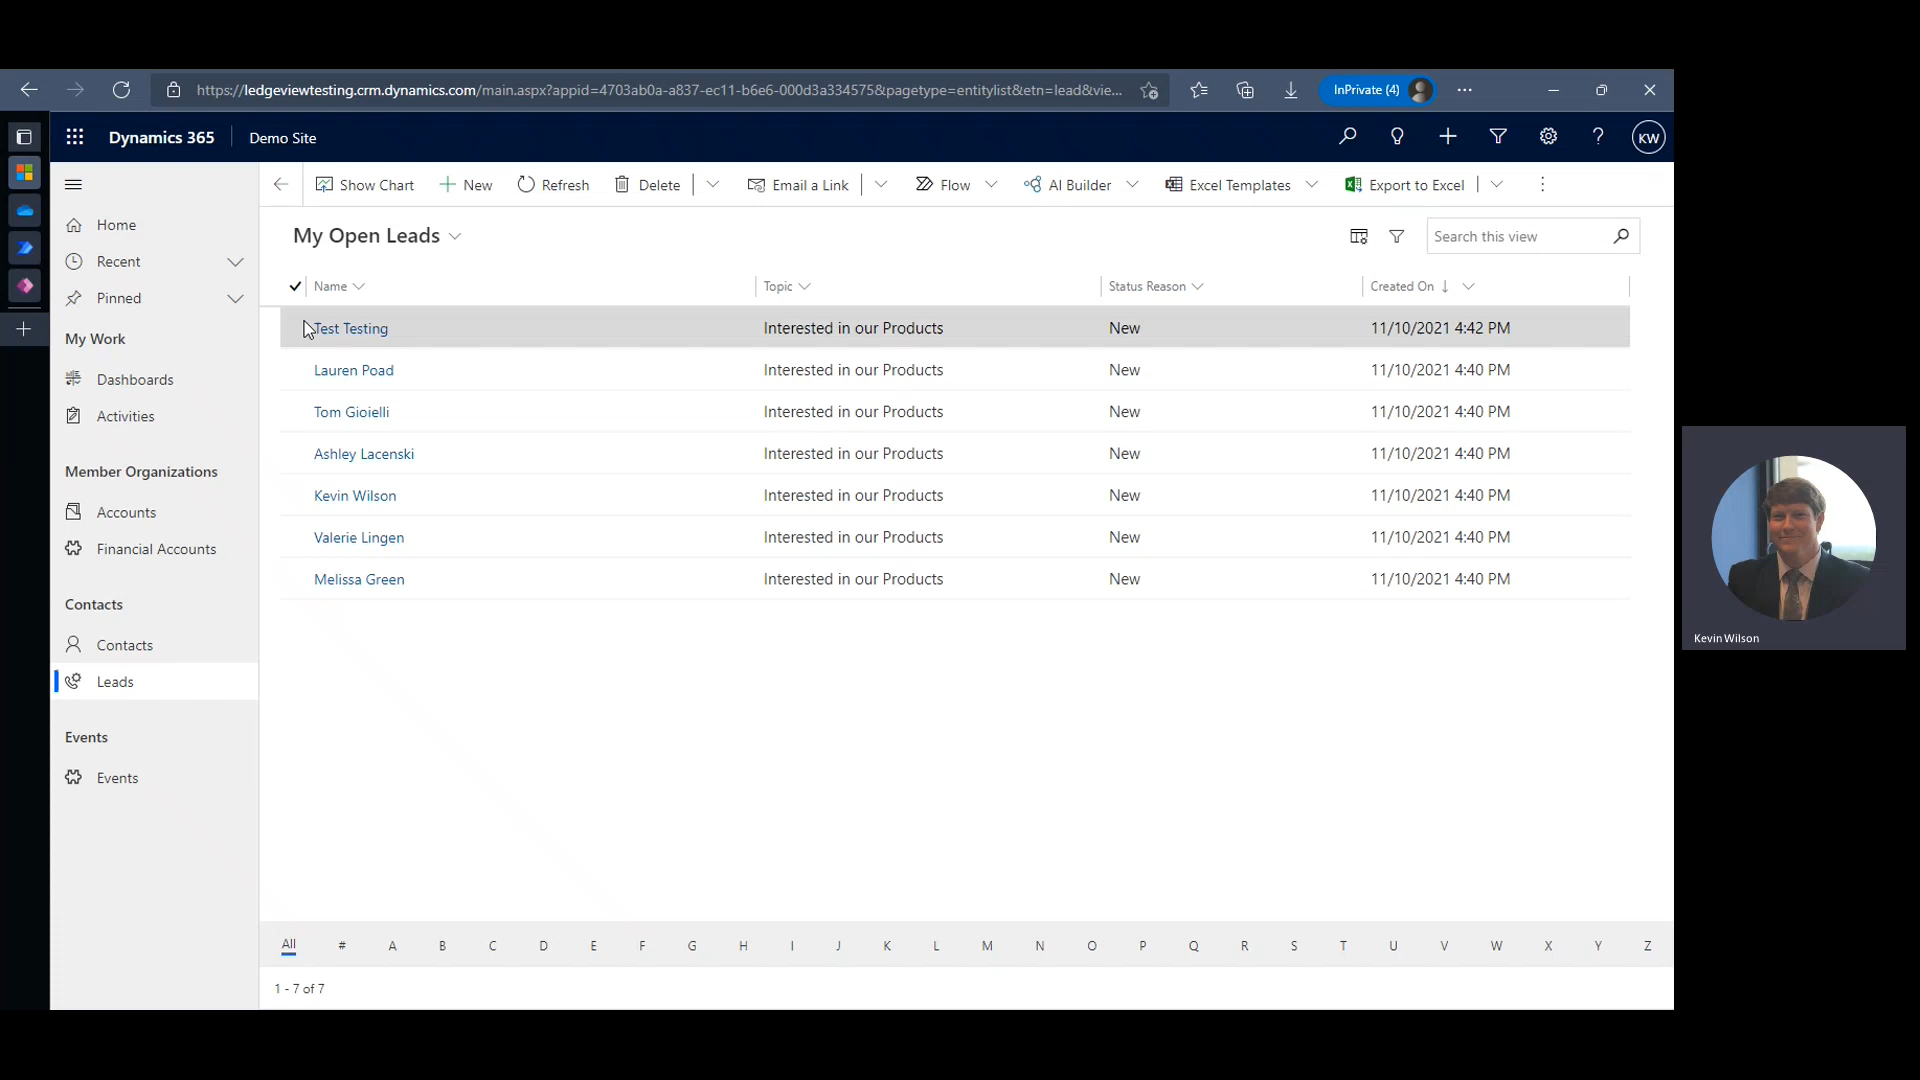 https://ledgeviewtesting.crm.dynamics.com/main.aspx?appid=4703ab0a-a837-ec11-b6e6-000d3a334575&pagetype=entitylist&etn=lead&vie...
InPrivate (4)
Dynamics 365
Demo Site
KW
Show Chart
New
Refresh
Delete
Email a Link
Flow
AI Builder
Excel Templates
Export to Excel
Home
Recent
Pinned
My Work
Dashboards
Activities
Member Organizations
Accounts
Financial Accounts
Contacts
Contacts
Leads
Events
Events
My Open Leads
Search this view
Name Topic Status Reason Created On
Test Testing Interested in our Products New 11/10/2021 4:42 PM
Lauren Poad Interested in our Products New 11/10/2021 4:40 PM
Tom Gioielli Interested in our Products New 11/10/2021 4:40 PM
Ashley Lacenski Interested in our Products New 11/10/2021 4:40 PM
Kevin Wilson Interested in our Products New 11/10/2021 4:40 PM
Valerie Lingen Interested in our Products New 11/10/2021 4:40 PM
Melissa Green Interested in our Products New 11/10/2021 4:40 PM
All # A B C D E F G H I J K L M N O P Q R S T U V W X Y Z
1 - 7 of 7
Kevin Wilson